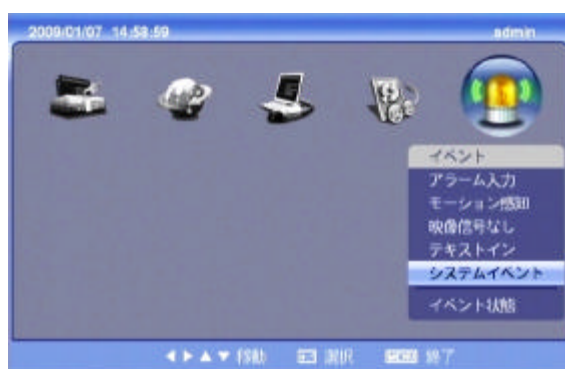 2009/01/07 14:58:59 admin
イベント
アラーム入力
モーション感知
映像信号なし
テキストイン
システムイベント
イベント状態
移動 選択 終了